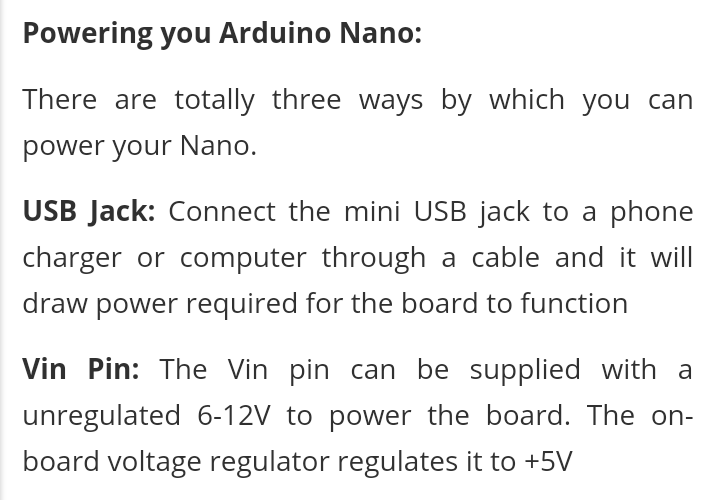 Powering you Arduino Nano:
There are totally three ways by which you can
power your Nano.
USB Jack: Connect the mini USB jack to a phone
charger or computer through a cable and it will
draw power required for the board to function
Vin Pin: The Vin pin can be supplied with a
unregulated 6-12V to power the board. The on-
board voltage regulator regulates it to +5V